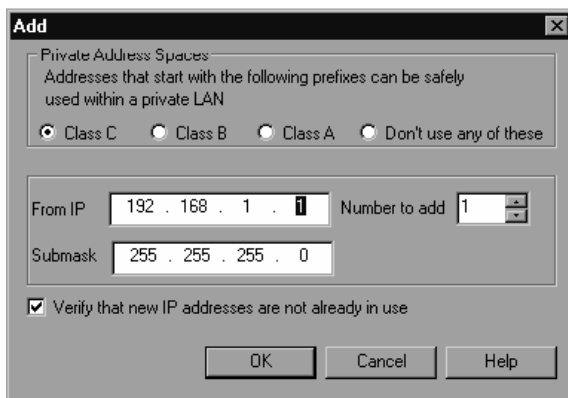 Add
Private Address Spaces
Addresses that start with the following prefixes can be safely
used within a private LAN
Class C Class B Class A Don't use any of these
From IP 192 . 168 . 1 . 1 Number to add 1
Submask 255 . 255 . 255 . 0
Verify that new IP addresses are not already in use
OK Cancel Help